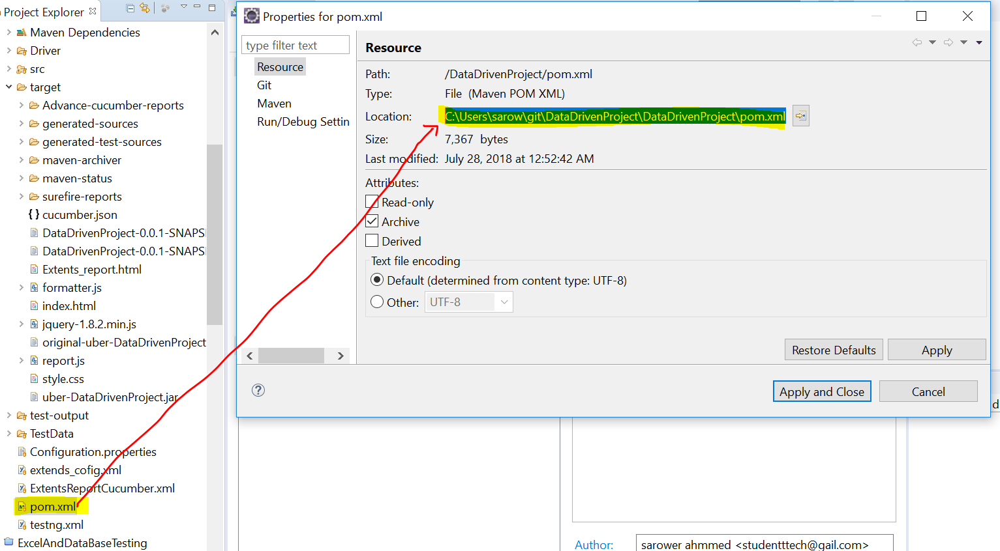 Project Explorer
Maven Dependencies
Driver
src
target
Advance-cucumber-reports
generated-sources
generated-test-sources
maven-archiver
maven-status
surefire-reports
{} cucumber.json
DataDrivenProject-0.0.1-SNAPS
DataDrivenProject-0.0.1-SNAPS
Extents_report.html
formatter.js
index.html
jquery-1.8.2.min.js
original-uber-DataDrivenProject
report.js
style.css
uber-DataDrivenProject.jar
test-output
TestData
Configuration.properties
extends_cofig.xml
ExtentsReportCucumber.xml
pom.xml
testng.xml
ExcelAndDataBaseTesting
Properties for pom.xml
type filter text
Resource
Git
Maven
Run/Debug Settin
Resource
Path: /DataDrivenProject/pom.xml
Type: File (Maven POM XML)
Location: C:\Users\sarow\git\DataDrivenProject\DataDrivenProject\pom.xml
Size: 7,367 bytes
Last modified: July 28, 2018 at 12:52:42 AM
Attributes:
Read-only
Archive
Derived
Text file encoding
Default (determined from content type: UTF-8)
Other: UTF-8
Restore Defaults Apply
? Apply and Close Cancel
d
Author: sarower ahmmed <studentttech@gail.com>